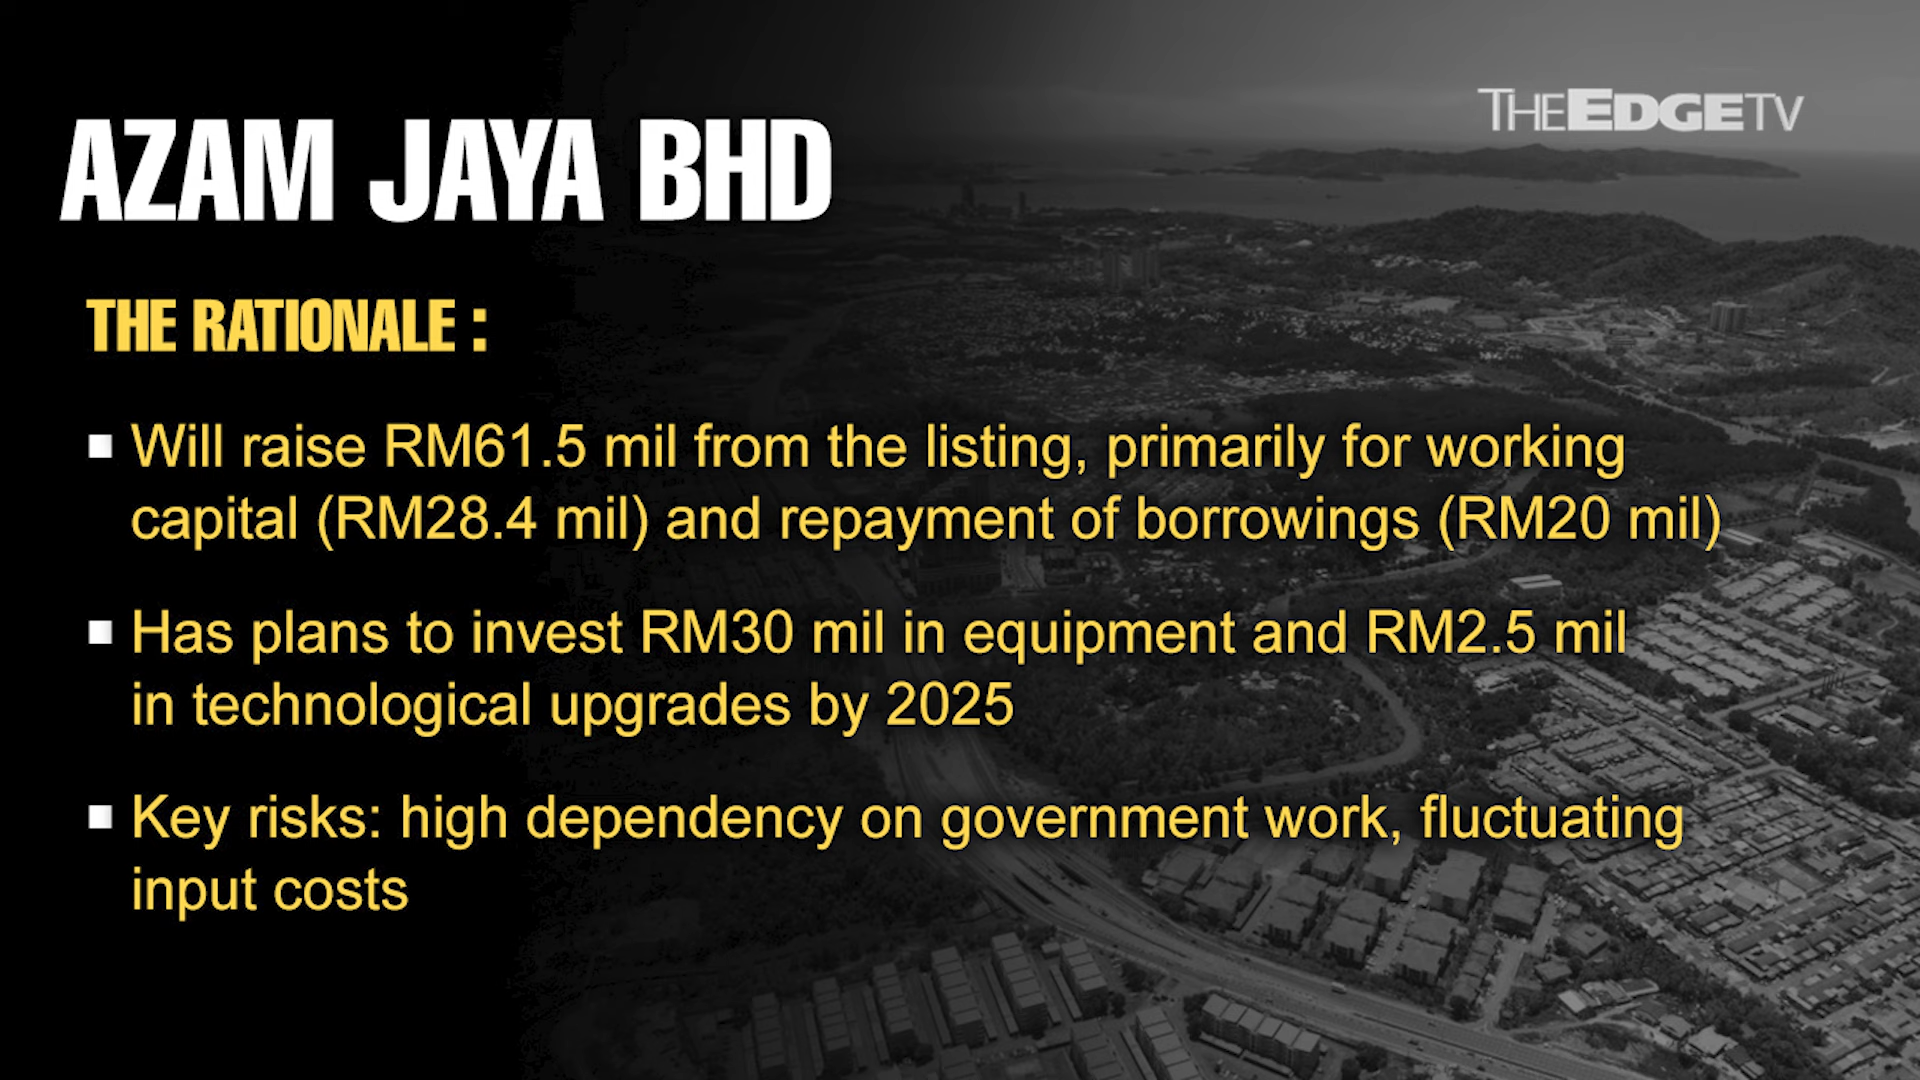 THEEDGETV
AZAM JAYA BHD
THE RATIONALE :
Will raise RM61.5 mil from the listing, primarily for working
capital (RM28.4 mil) and repayment of borrowings (RM20 mil)
Has plans to invest RM30 mil in equipment and RM2.5 mil
in technological upgrades by 2025
Key risks: high dependency on government work, fluctuating
input costs